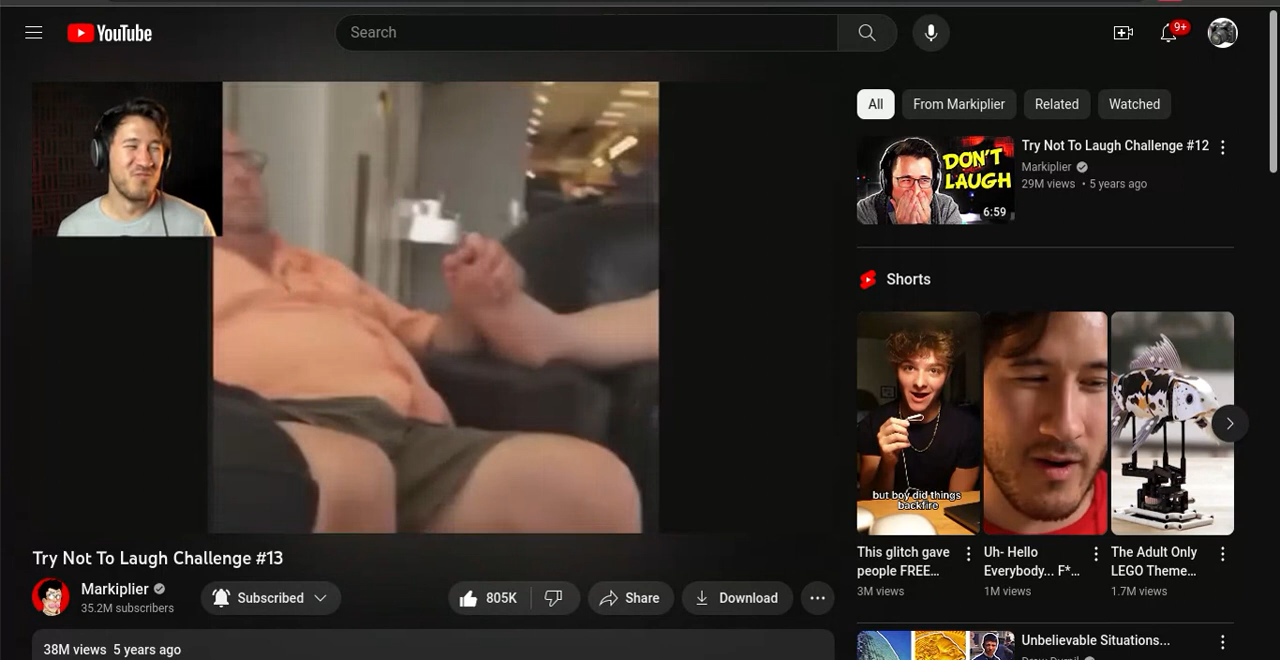 YouTube
Search
9+
All
From Markiplier
Related
Watched
DON'T
LAUGH
6:59
Try Not To Laugh Challenge #12
Markiplier
29M views • 5 years ago
Shorts
but boy did things
backfire
This glitch gave
people FREE...
3M views
Uh- Hello
Everybody... F*...
1M views
The Adult Only
LEGO Theme...
1.7M views
Try Not To Laugh Challenge #13
Markiplier
35.2M subscribers
Subscribed
805K
Share
Download
38M views 5 years ago
Unbelievable Situations...